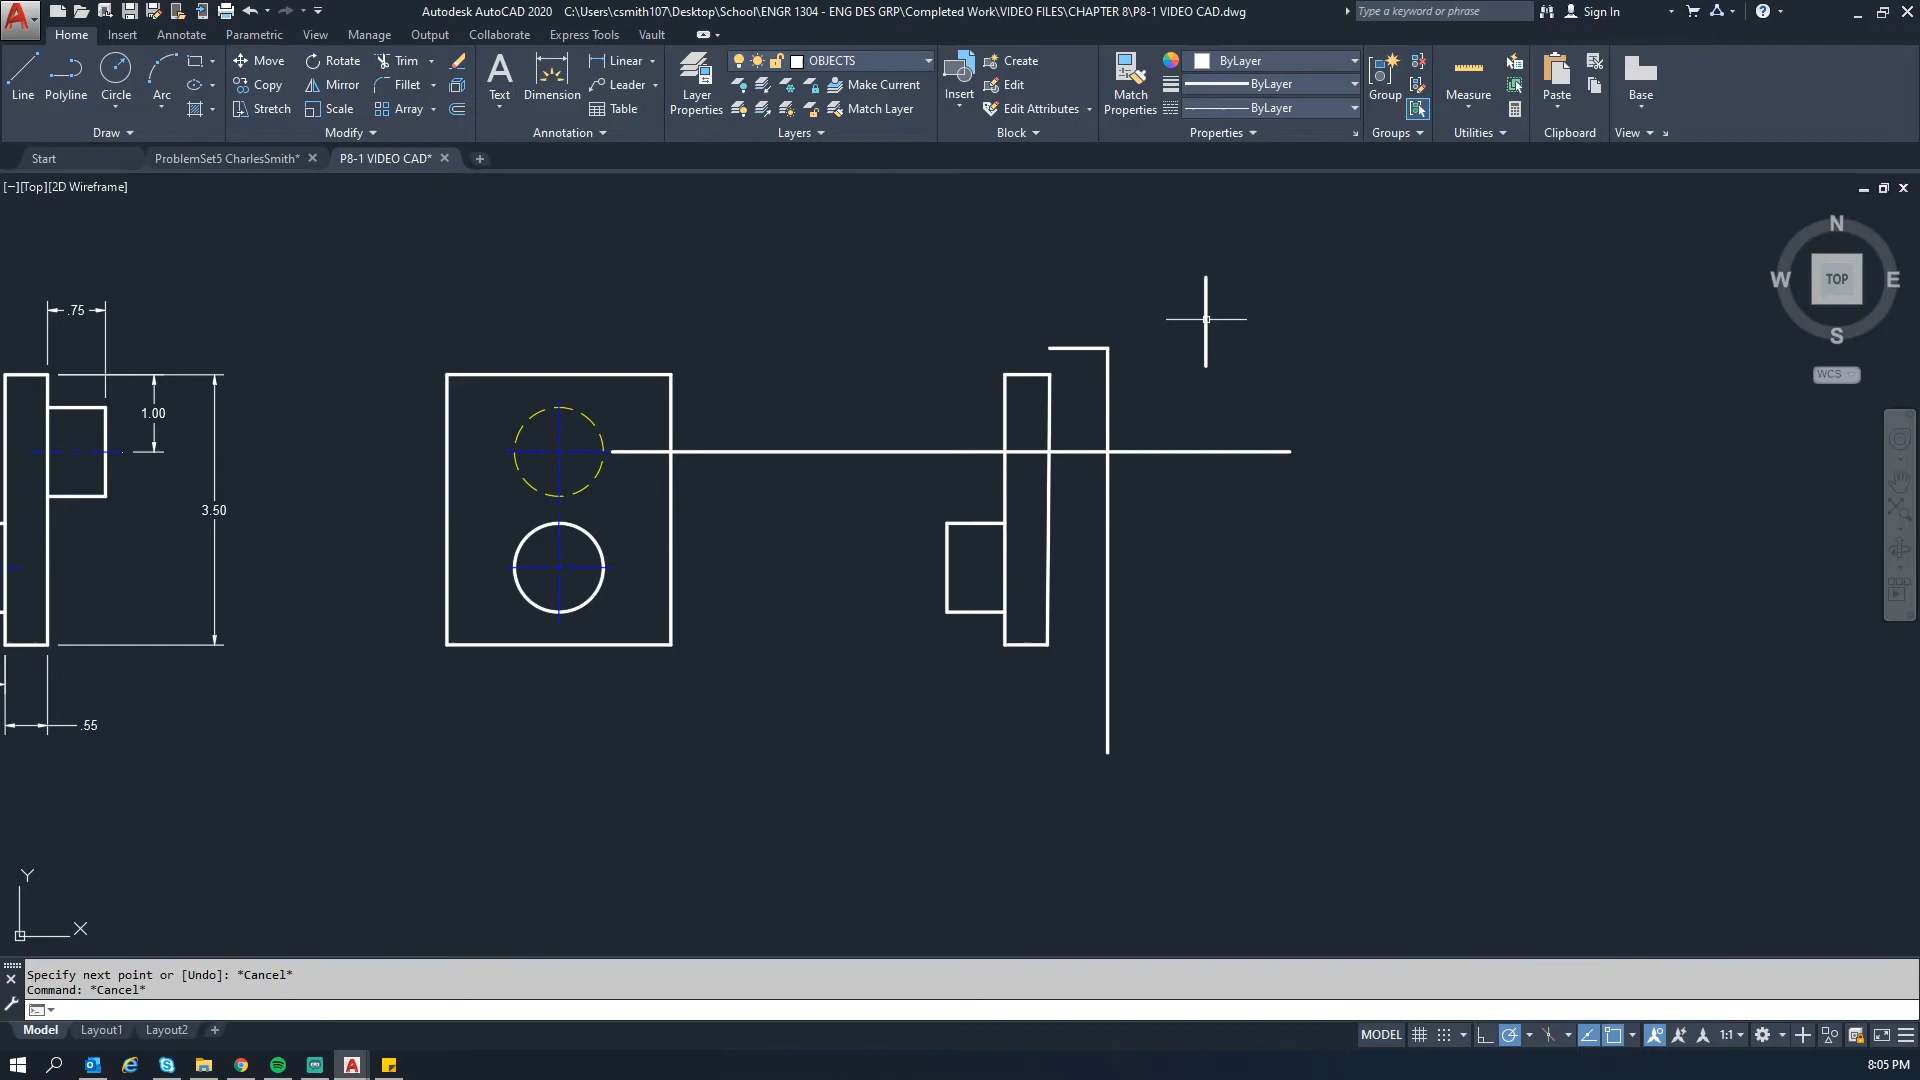 Autodesk AutoCAD 2020 C:\Users\csmith107\Desktop\School\ENGR 1304 - ENG DES GRP\Completed Work\VIDEO FILES\CHAPTER 8\P8-1 VIDEO CAD.dwg
Type a keyword or phrase
Sign In
Home Insert Annotate Parametric View Manage Output Collaborate Express Tools Vault
Line Polyline Circle Arc
Draw
Move Rotate Trim
Copy Mirror Fillet
Stretch Scale Array
Modify
Text Dimension
Linear
Leader
Table
Annotation
Layer Properties
OBJECTS
Make Current
Match Layer
Layers
Insert
Create
Edit
Edit Attributes
Block
Match Properties
ByLayer
ByLayer
ByLayer
Properties
Group
Groups
Measure
Utilities
Paste
Clipboard
Base
View
Start ProblemSet5 CharlesSmith* P8-1 VIDEO CAD*
[−][Top][2D Wireframe]
N
W TOP E
S
WCS
.75
1.00
3.50
.55
Y
X
Specify next point or [Undo]: *Cancel*
Command: *Cancel*
Model Layout1 Layout2
MODEL
1:1
8:05 PM